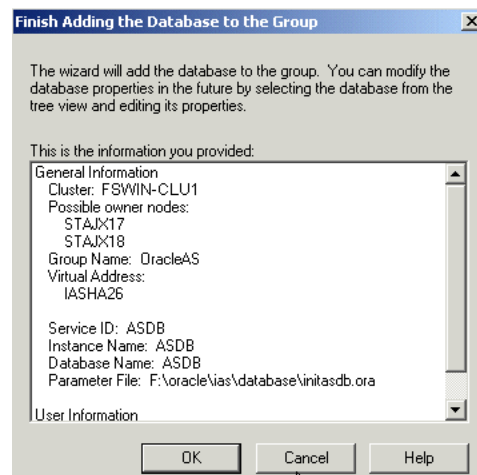 Finish Adding the Database to the Group
The wizard will add the database to the group. You can modify the
database properties in the future by selecting the database from the
tree view and editing its properties.
This is the information you provided:
General Information
Cluster: FSWIN-CLU1
Possible owner nodes:
STAJX17
STAJX18
Group Name: OracleAS
Virtual Address:
IASHA26
Service ID: ASDB
Instance Name: ASDB
Database Name: ASDB
Parameter File: F:\oracle\ias\database\initasdb.ora
User Information
OK Cancel Help